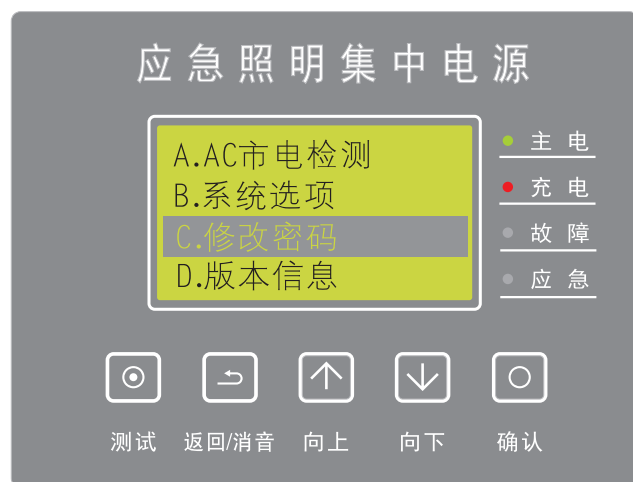 应急照明集中电源
A.AC市电检测
B.系统选项
C.修改密码
D.版本信息
主电
充电
故障
应急
测试 返回/消音 向上 向下 确认